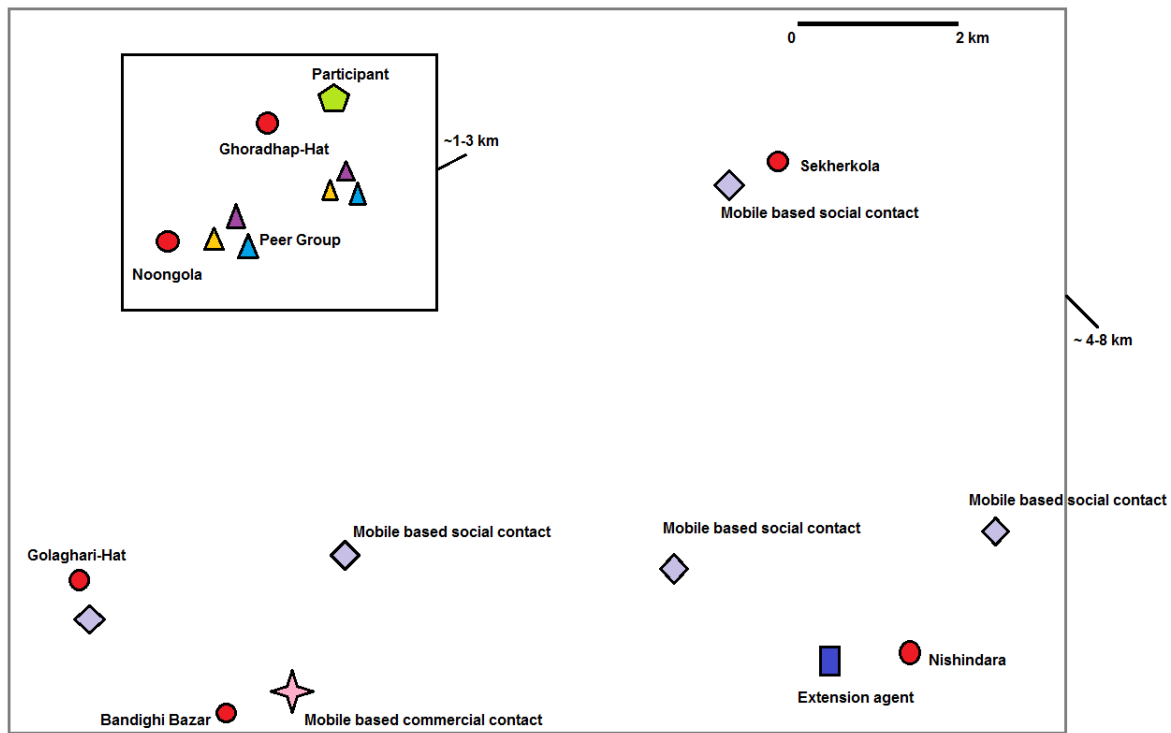 0
2 km
Participant
Ghoradhap-Hat
~1-3 km
Sekherkola
Mobile based social contact
Peer Group
Noongola
~ 4-8 km
Mobile based social contact
Mobile based social contact
Mobile based social contact
Golaghari-Hat
Nishindara
Extension agent
Bandighi Bazar
Mobile based commercial contact